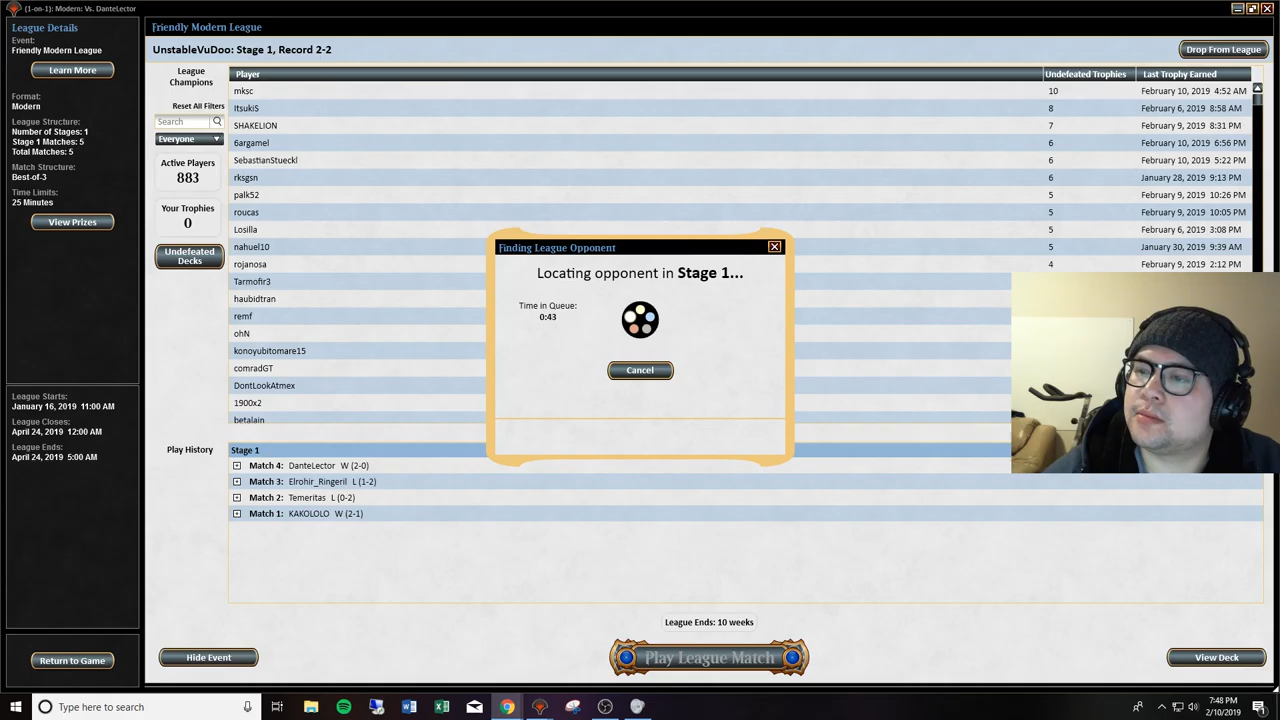 (1-on-1): Modern: Vs. DanteLector
League Details
Event:
Friendly Modern League
Learn More
Format:
Modern
League Structure:
Number of Stages: 1
Stage 1 Matches: 5
Total Matches: 5
Match Structure:
Best-of-3
Time Limits:
25 Minutes
View Prizes
League Starts:
January 16, 2019 11:00 AM
League Closes:
April 24, 2019 12:00 AM
League Ends:
April 24, 2019 5:00 AM
Return to Game
Friendly Modern League
UnstableVuDoo: Stage 1, Record 2-2
Drop From League
League
Champions
Reset All Filters
Search
Everyone
Active Players
883
Your Trophies
0
Undefeated
Decks
Player Undefeated Trophies Last Trophy Earned
mksc 10 February 10, 2019 4:52 AM
ItsukiS 8 February 6, 2019 8:58 AM
SHAKELION 7 February 9, 2019 8:31 PM
6argamel 6 February 10, 2019 6:56 PM
SebastianStueckl 6 February 10, 2019 5:22 PM
rksgsn 6 January 28, 2019 9:13 PM
palk52 5 February 9, 2019 10:26 PM
roucas 5 February 9, 2019 10:05 PM
Losilla 5 February 6, 2019 3:08 PM
nahuel10 5 January 30, 2019 9:39 AM
rojanosa 4 February 9, 2019 2:12 PM
Tarmofir3
haubidtran
remf
ohN
konoyubitomare15
comradGT
DontLookAtmex
1900x2
betalain
Finding League Opponent
Locating opponent in Stage 1...
Time in Queue:
0:43
Cancel
Play History
Stage 1
Match 4: DanteLector W (2-0)
Match 3: Elrohir_Ringeril L (1-2)
Match 2: Temeritas L (0-2)
Match 1: KAKOLOLO W (2-1)
League Ends: 10 weeks
Hide Event
Play League Match
View Deck
Type here to search
7:48 PM
2/10/2019
1